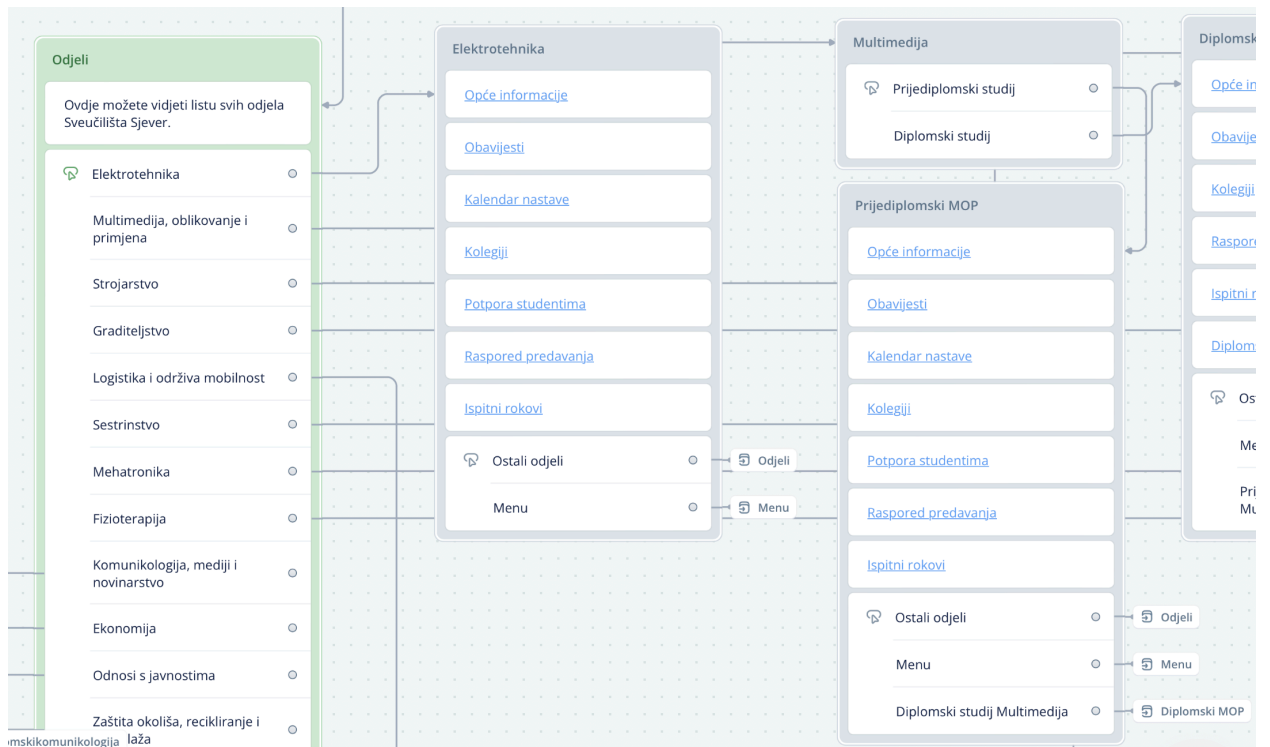 Odjeli
Ovdje možete vidjeti listu svih odjela
Sveučilišta Sjever.
Elektrotehnika
Multimedija, oblikovanje i
primjena
Strojarstvo
Graditeljstvo
Logistika i održiva mobilnost
Sestrinstvo
Mehatronika
Fizioterapija
Komunikologija, mediji i
novinarstvo
Ekonomija
Odnosi s javnostima
Zaštita okoliša, recikliranje i
Elektrotehnika
Opće informacije
Obavijesti
Kalendar nastave
Kolegiji
Potpora studentima
Raspored predavanja
Ispitni rokovi
Ostali odjeli
Odjeli
Menu
Menu
Multimedija
Prijediplomski studij
Diplomski studij
Prijediplomski MOP
Opće informacije
Obavijesti
Kalendar nastave
Kolegiji
Potpora studentima
Raspored predavanja
Ispitni rokovi
Ostali odjeli
Odjeli
Menu
Menu
Diplomski studij Multimedija
Diplomski MOP
Opće
Kolegiji